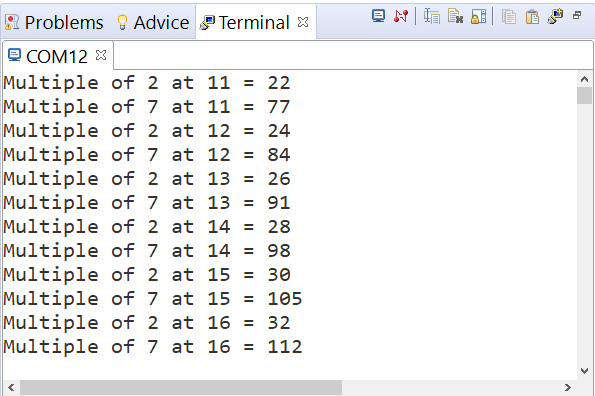 Problems Advice Terminal
COM12
Multiple of 2 at 11 = 22
Multiple of 7 at 11 = 77
Multiple of 2 at 12 = 24
Multiple of 7 at 12 = 84
Multiple of 2 at 13 = 26
Multiple of 7 at 13 = 91
Multiple of 2 at 14 = 28
Multiple of 7 at 14 = 98
Multiple of 2 at 15 = 30
Multiple of 7 at 15 = 105
Multiple of 2 at 16 = 32
Multiple of 7 at 16 = 112